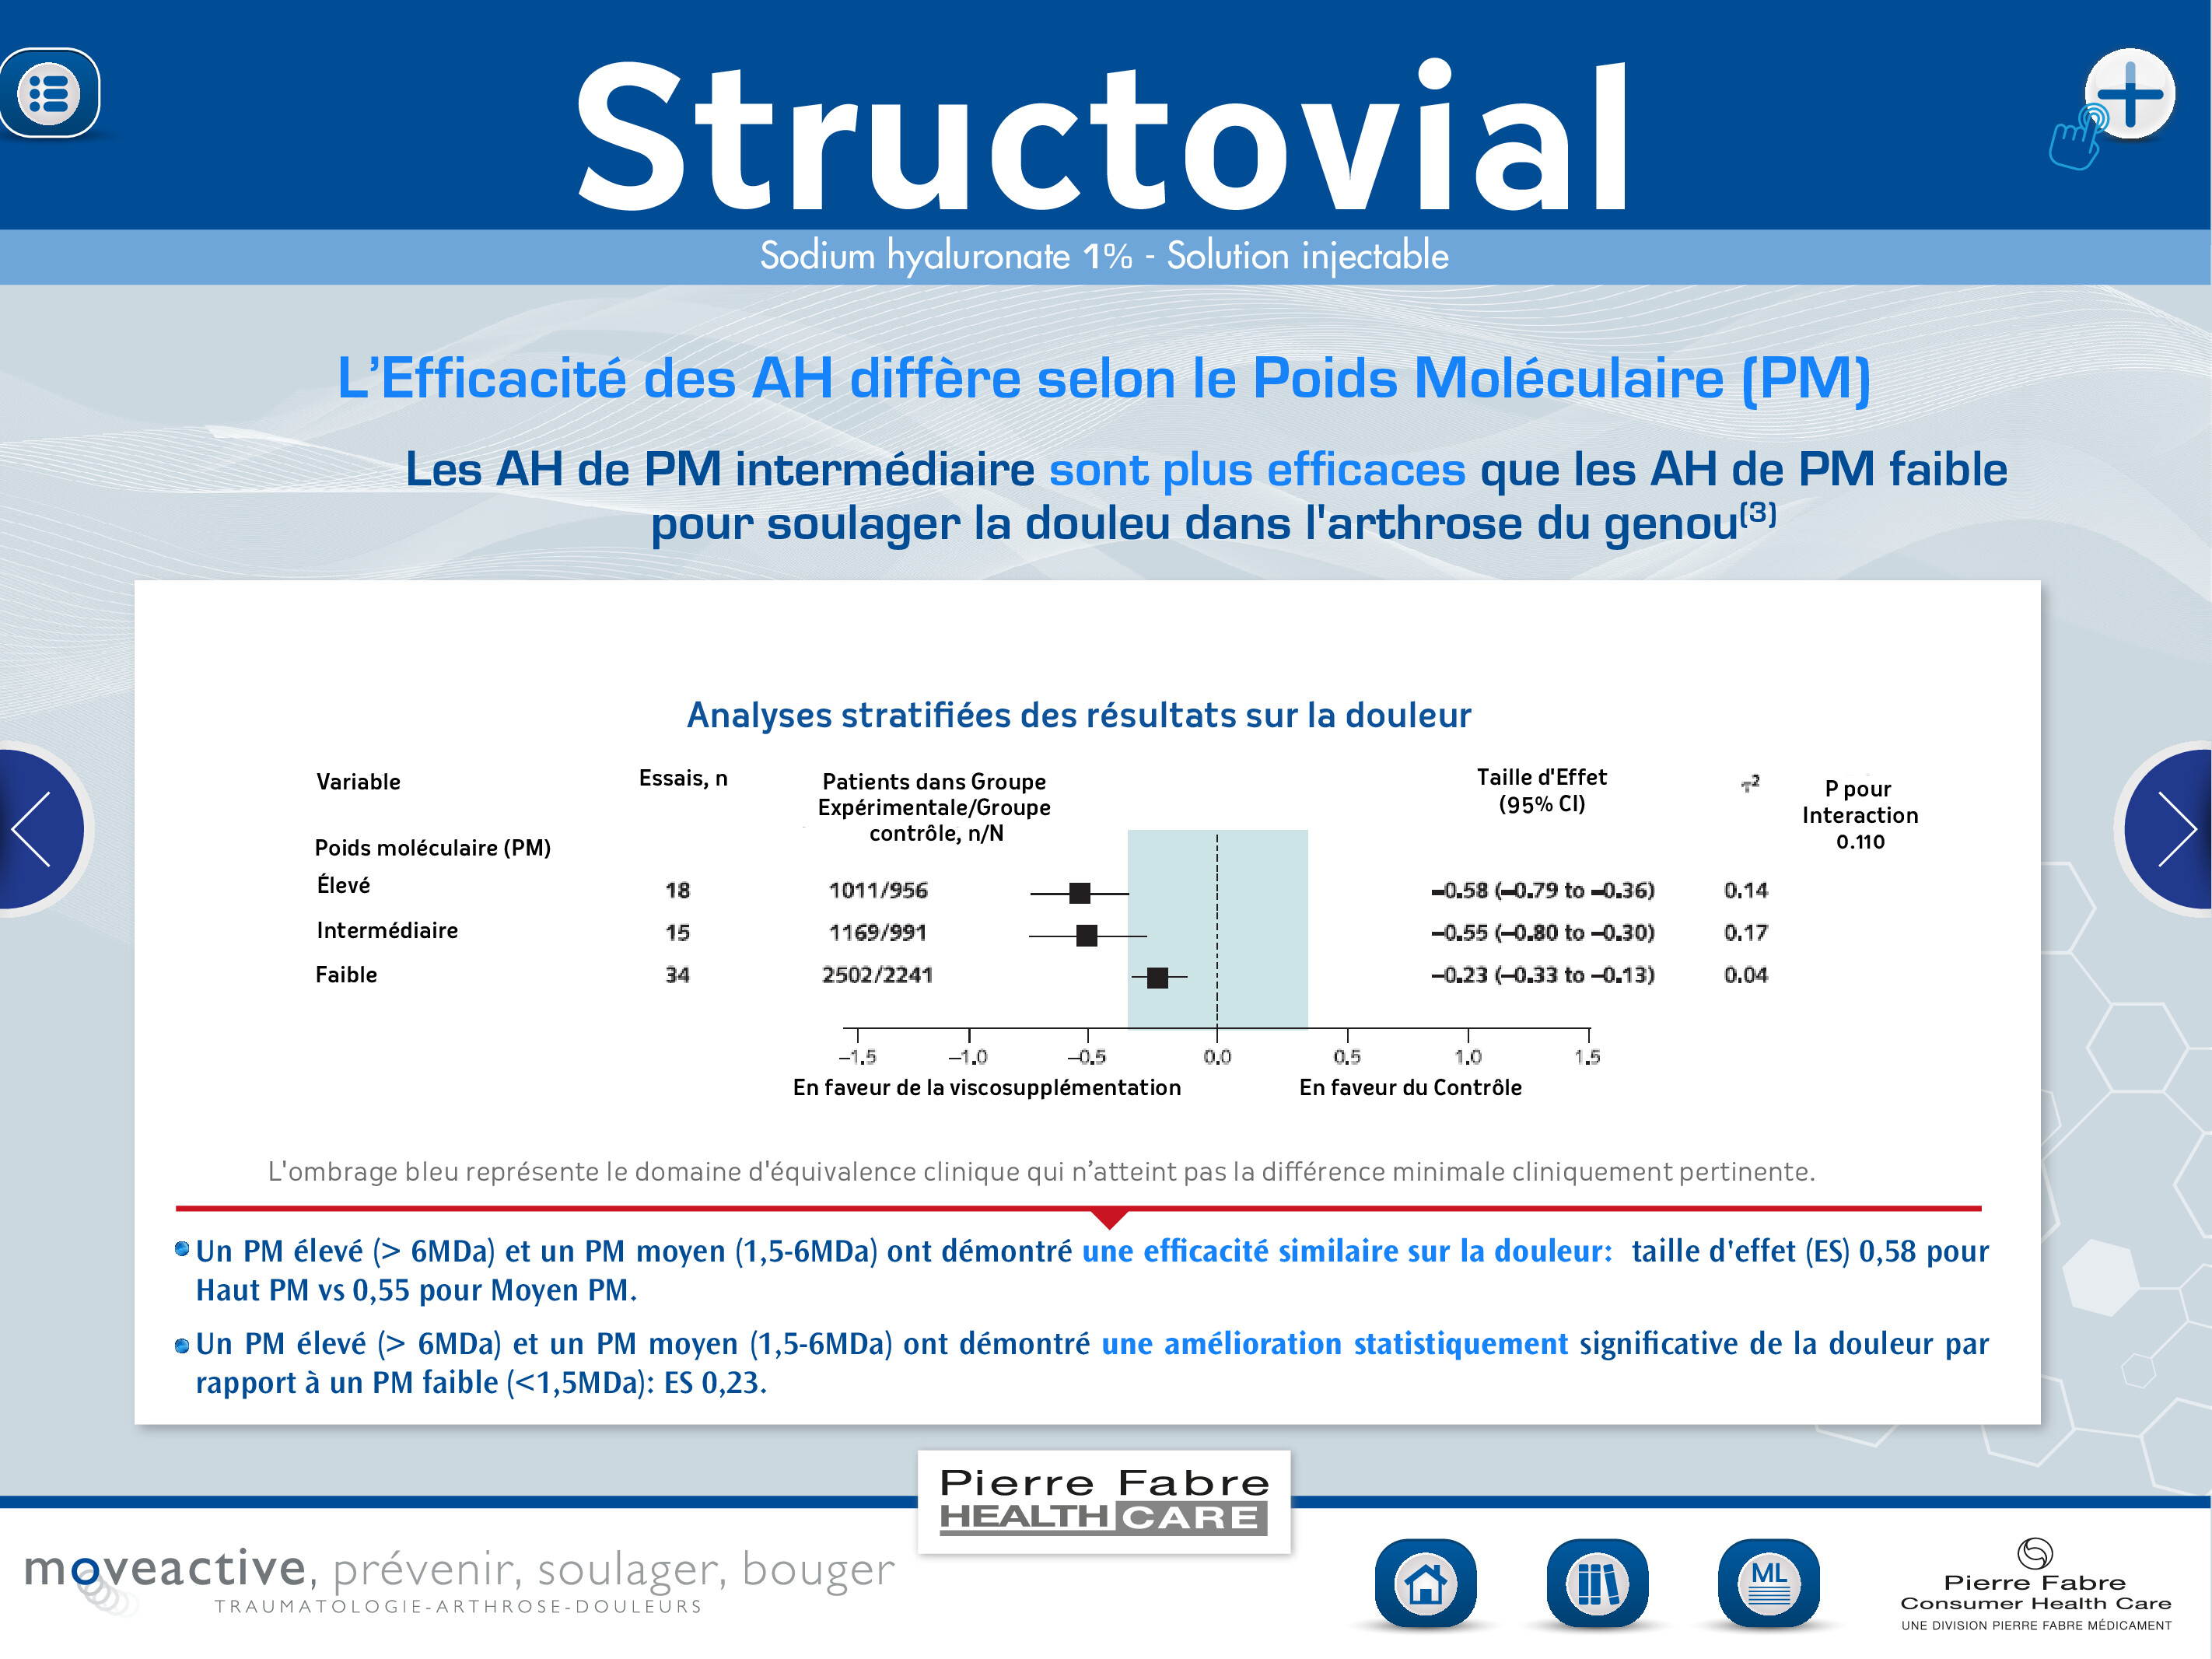 Structovial
Sodium hyaluronate 1% - Solution injectable
L’Efficacité des AH diffère selon le Poids Moléculaire (PM)
Les AH de PM intermédiaire sont plus efficaces que les AH de PM faible
pour soulager la douleu dans l'arthrose du genou(3)
Analyses stratifiées des résultats sur la douleur
Variable
Essais, n
Patients dans Groupe
Expérimentale/Groupe
contrôle, n/N
Taille d'Effet
(95% CI)
τ²
P pour
Interaction
0.110
Poids moléculaire (PM)
Élevé 18 1011/956 –0.58 (–0.79 to –0.36) 0.14
Intermédiaire 15 1169/991 –0.55 (–0.80 to –0.30) 0.17
Faible 34 2502/2241 –0.23 (–0.33 to –0.13) 0.04
–1.5 –1.0 –0.5 0.0 0.5 1.0 1.5
En faveur de la viscosupplémentation En faveur du Contrôle
L'ombrage bleu représente le domaine d'équivalence clinique qui n’atteint pas la différence minimale cliniquement pertinente.
Un PM élevé (> 6MDa) et un PM moyen (1,5-6MDa) ont démontré une efficacité similaire sur la douleur: taille d'effet (ES) 0,58 pour
Haut PM vs 0,55 pour Moyen PM.
Un PM élevé (> 6MDa) et un PM moyen (1,5-6MDa) ont démontré une amélioration statistiquement significative de la douleur par
rapport à un PM faible (<1,5MDa): ES 0,23.
Pierre Fabre
HEALTH CARE
moveactive, prévenir, soulager, bouger
TRAUMATOLOGIE-ARTHROSE-DOULEURS
ML
Pierre Fabre
Consumer Health Care
UNE DIVISION PIERRE FABRE MÉDICAMENT